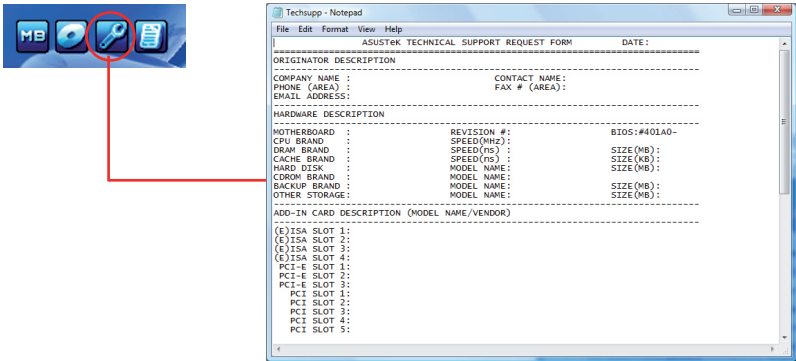 MB
Techsupp - Notepad
File Edit Format View Help
ASUSTeK TECHNICAL SUPPORT REQUEST FORM DATE:
================================================================================
ORIGINATOR DESCRIPTION
--------------------------------------------------------------------------------
COMPANY NAME : CONTACT NAME:
PHONE (AREA) : FAX # (AREA):
EMAIL ADDRESS:
--------------------------------------------------------------------------------
HARDWARE DESCRIPTION
--------------------------------------------------------------------------------
MOTHERBOARD : REVISION #: BIOS:#401A0-
CPU BRAND : SPEED(MHz):
DRAM BRAND : SPEED(ns) : SIZE(MB):
CACHE BRAND : SPEED(ns) : SIZE(KB):
HARD DISK : MODEL NAME: SIZE(MB):
CDROM BRAND : MODEL NAME:
BACKUP BRAND : MODEL NAME: SIZE(MB):
OTHER STORAGE: MODEL NAME: SIZE(MB):
--------------------------------------------------------------------------------
ADD-IN CARD DESCRIPTION (MODEL NAME/VENDOR)
--------------------------------------------------------------------------------
(E)ISA SLOT 1:
(E)ISA SLOT 2:
(E)ISA SLOT 3:
(E)ISA SLOT 4:
PCI-E SLOT 1:
PCI-E SLOT 2:
PCI-E SLOT 3:
PCI SLOT 1:
PCI SLOT 2:
PCI SLOT 3:
PCI SLOT 4:
PCI SLOT 5: